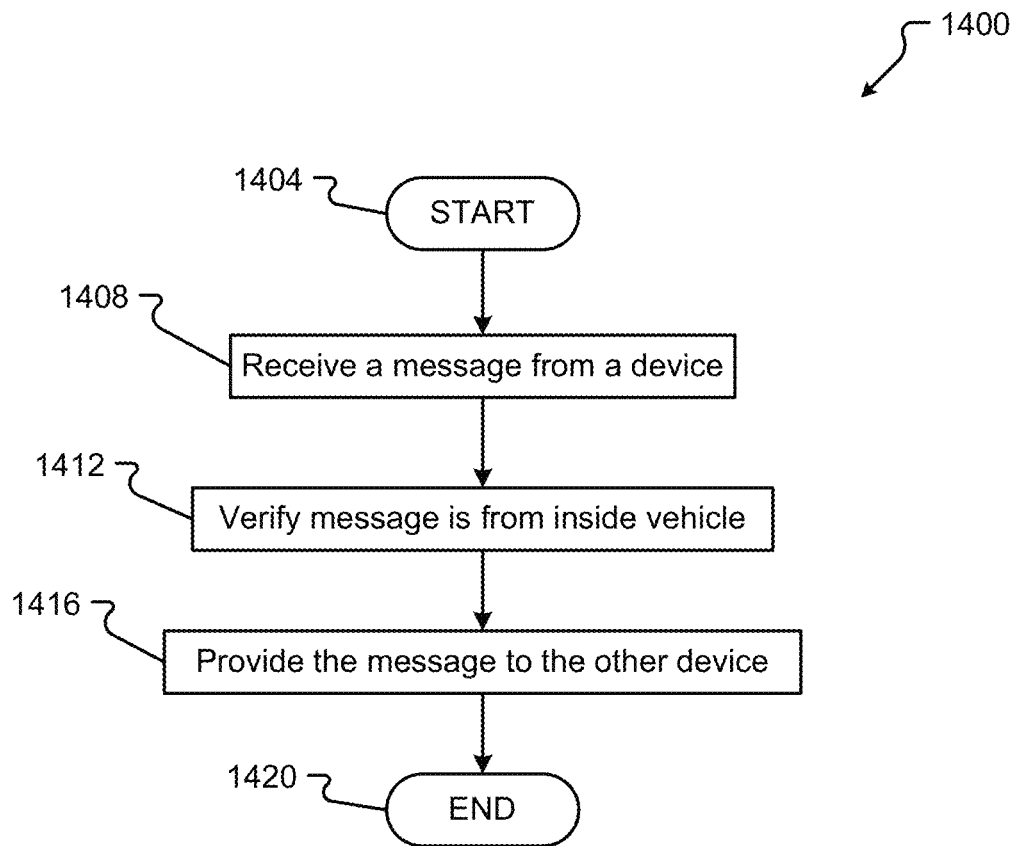 1400
1404
START
1408
Receive a message from a device
1412
Verify message is from inside vehicle
1416
Provide the message to the other device
1420
END